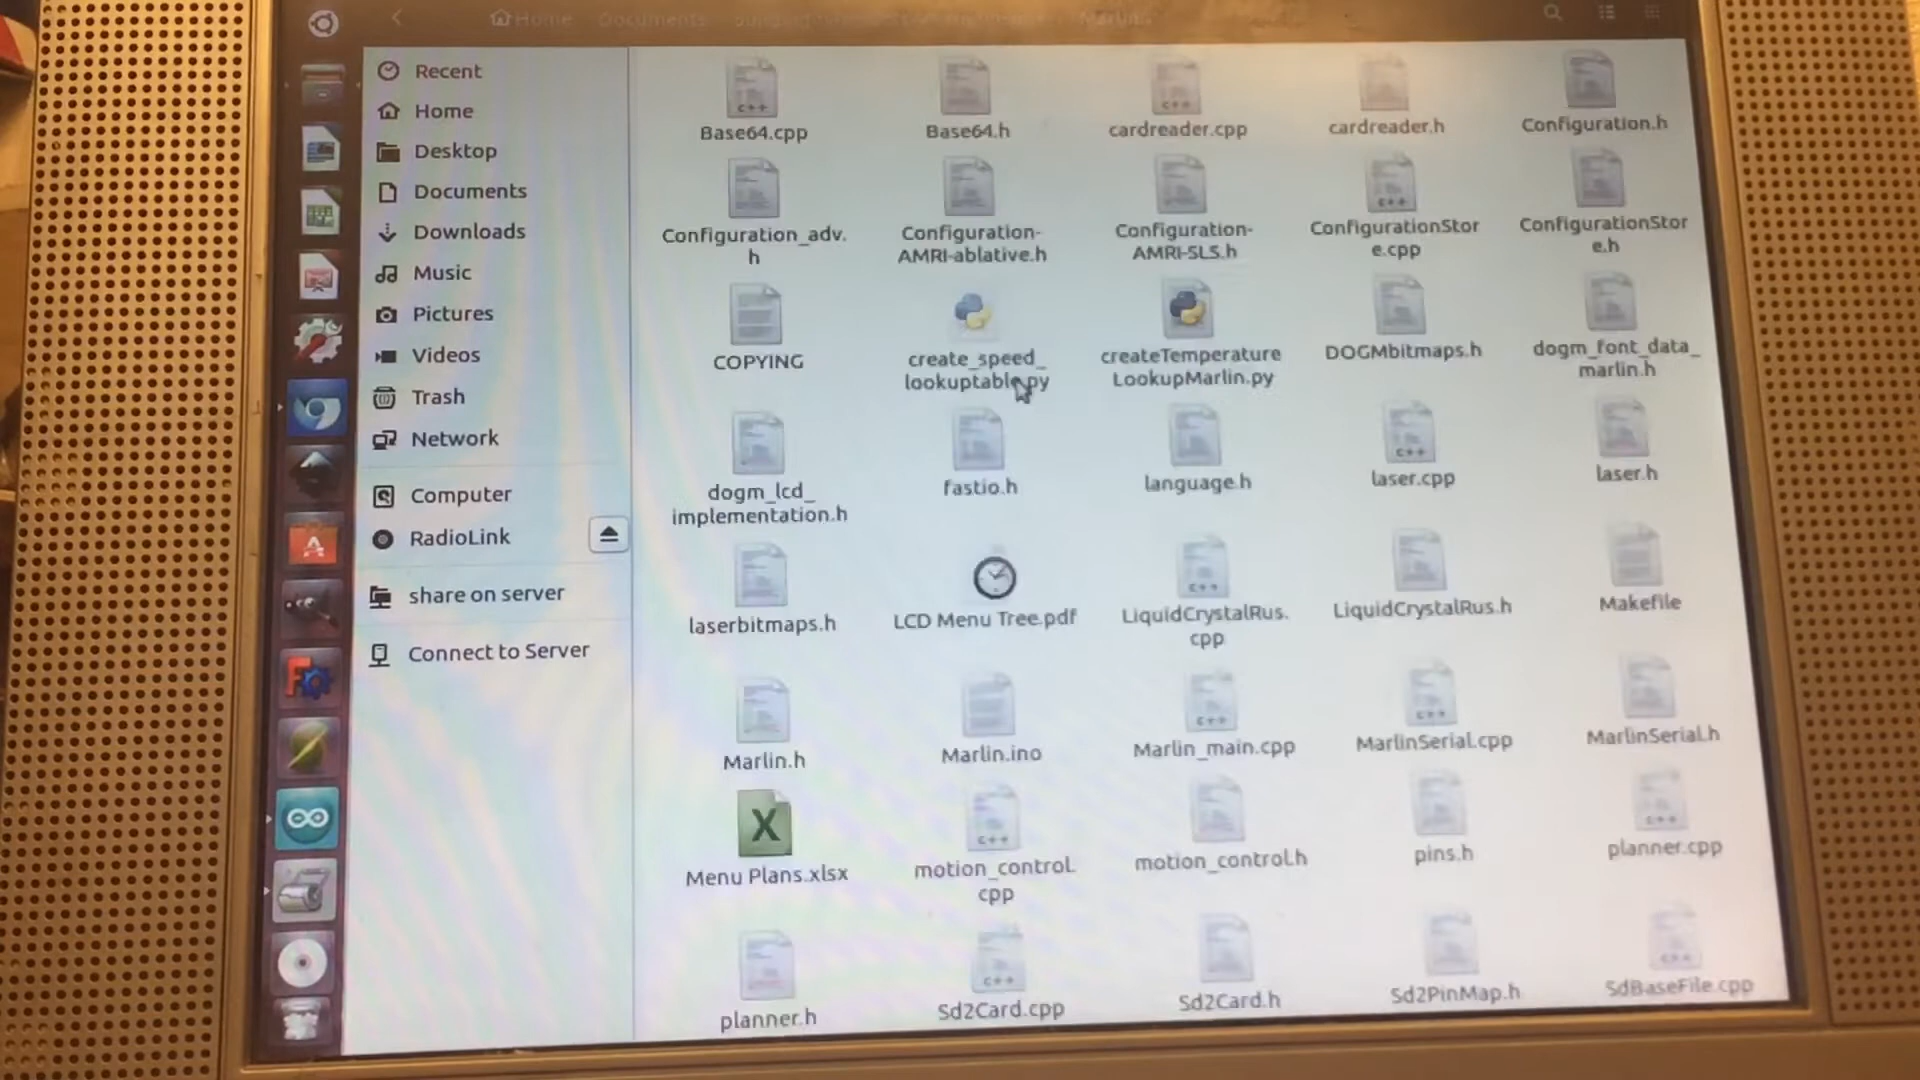 Home Documents
Recent
Home
Desktop
Documents
Downloads
Music
Pictures
Videos
Trash
Network
Computer
RadioLink
share on server
Connect to Server
Base64.cpp
Base64.h
cardreader.cpp
cardreader.h
Configuration.h
Configuration_adv.
h
Configuration-
AMRI-ablative.h
Configuration-
AMRI-SLS.h
ConfigurationStor
e.cpp
ConfigurationStor
e.h
COPYING
create_speed_
lookuptable.py
createTemperature
LookupMarlin.py
DOGMbitmaps.h
dogm_font_data_
marlin.h
dogm_lcd_
implementation.h
fastio.h
language.h
laser.cpp
laser.h
laserbitmaps.h
LCD Menu Tree.pdf
LiquidCrystalRus.
cpp
LiquidCrystalRus.h
Makefile
Marlin.h
Marlin.ino
Marlin_main.cpp
MarlinSerial.cpp
MarlinSerial.h
Menu Plans.xlsx
motion_control.
cpp
motion_control.h
pins.h
planner.cpp
planner.h
Sd2Card.cpp
Sd2Card.h
Sd2PinMap.h
SdBaseFile.cpp